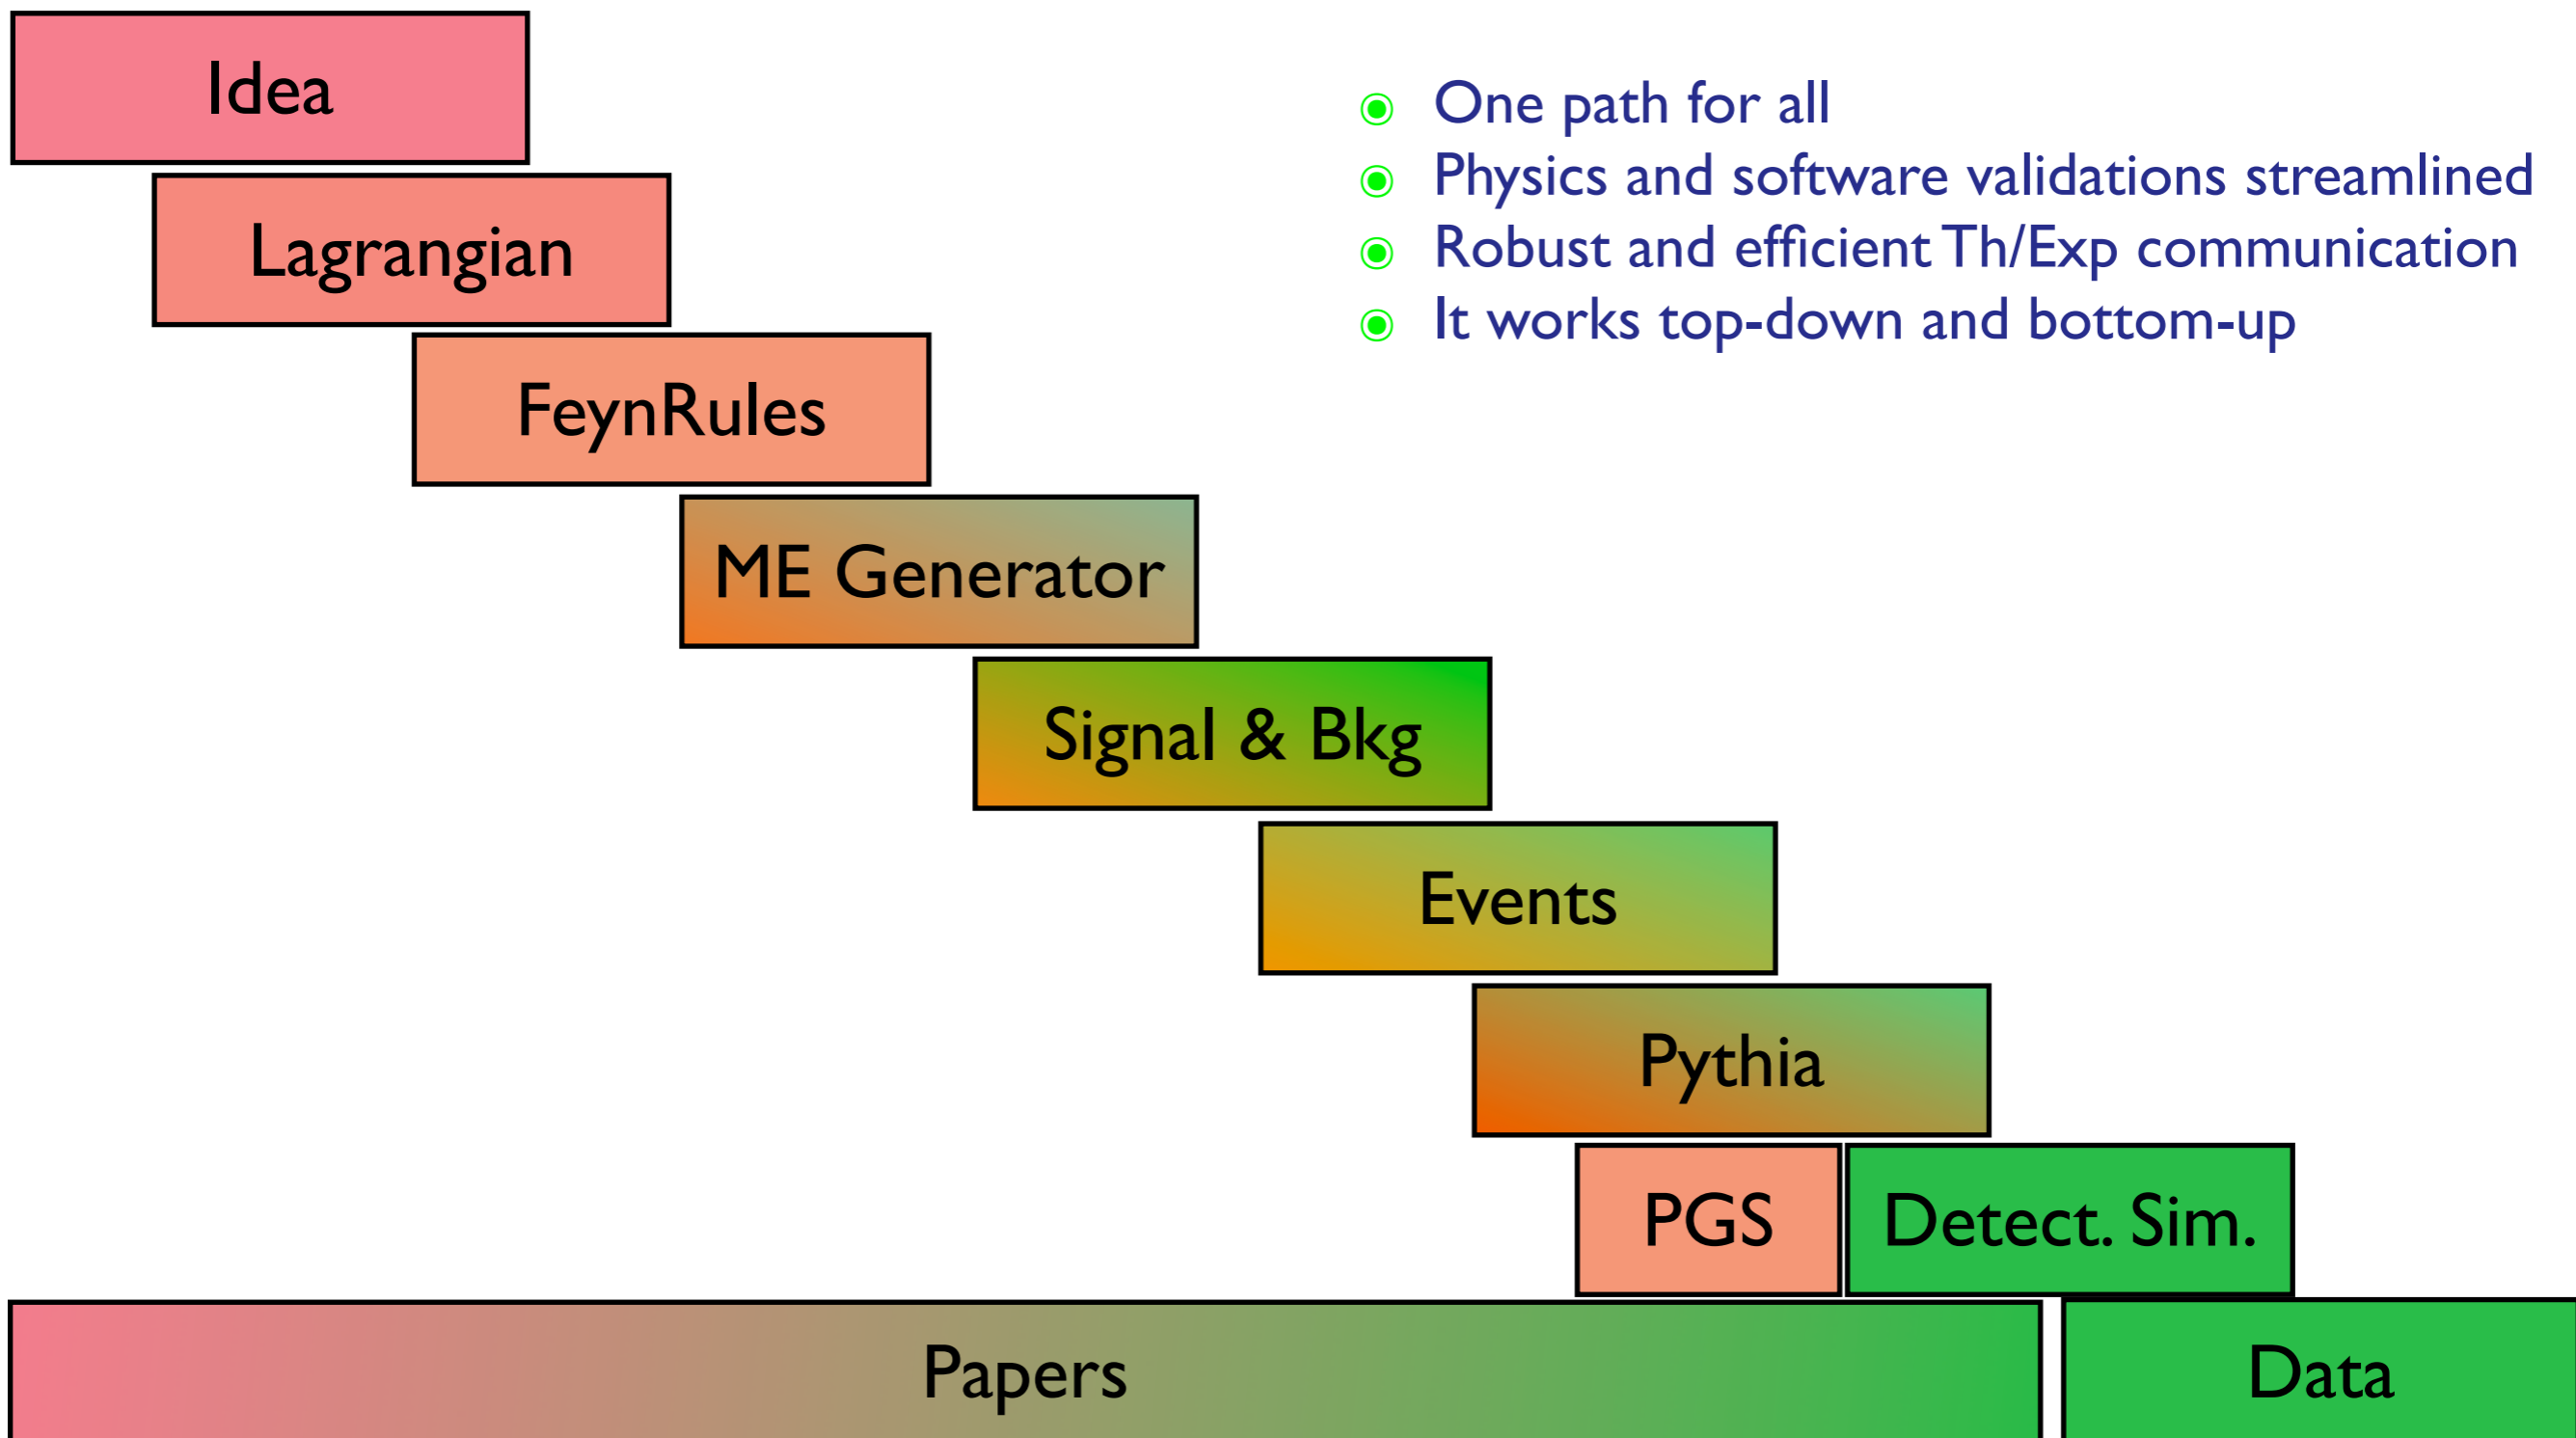 Idea
One path for all
Physics and software validations streamlined
Robust and efficient Th/Exp communication
It works top-down and bottom-up
Lagrangian
FeynRules
ME Generator
Signal & Bkg
Events
Pythia
PGS
Detect. Sim.
Papers
Data